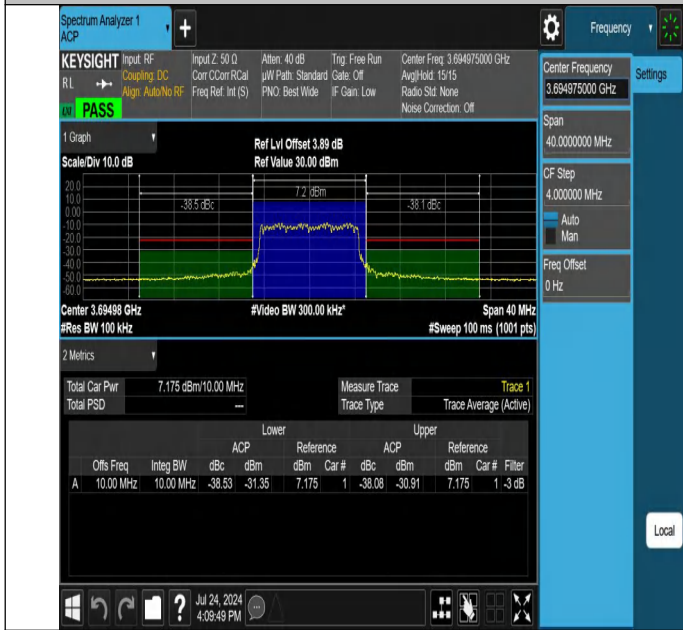 Spectrum Analyzer 1
ACP
+
Frequency
KEYSIGHT Input: RF Input Z: 50 Ω Atten: 40 dB Trig: Free Run Center Freq: 3.694975000 GHz
RL Coupling: DC Corr CCorr RCal µW Path: Standard Gate: Off Avg|Hold: 15/15
Align: Auto/No RF Freq Ref: Int (S) PNO: Best Wide IF Gain: Low Radio Std: None
PASS Noise Correction: Off
Center Frequency
3.694975000 GHz
Settings
Span
40.0000000 MHz
CF Step
4.000000 MHz
Auto
Man
Freq Offset
0 Hz
1 Graph
Ref Lvl Offset 3.89 dB
Scale/Div 10.0 dB Ref Value 30.00 dBm
20.0
10.0
0.00
-10.0
-20.0
-30.0
-40.0
-50.0
-60.0
-38.5 dBc 7.2 dBm -38.1 dBc
Center 3.69498 GHz #Video BW 300.00 kHz* Span 40 MHz
#Res BW 100 kHz #Sweep 100 ms (1001 pts)
2 Metrics
Total Car Pwr 7.175 dBm/10.00 MHz Measure Trace Trace 1
Total PSD --- Trace Type Trace Average (Active)
Lower Upper
ACP Reference ACP Reference
Offs Freq Integ BW dBc dBm dBm Car # dBc dBm dBm Car # Filter
A 10.00 MHz 10.00 MHz -38.53 -31.35 7.175 1 -38.08 -30.91 7.175 1 -3 dB
Local
? Jul 24, 2024
4:09:49 PM